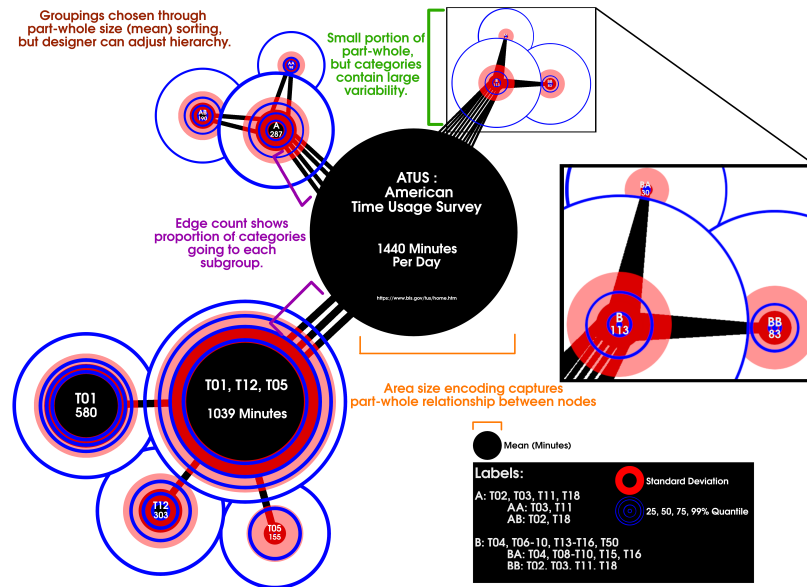 Groupings chosen through
part-whole size (mean) sorting,
but designer can adjust hierarchy.
Small portion of
part-whole,
but categories
contain large
variability.
AB
190
A
287
B
113
ATUS :
American
Time Usage Survey
1440 Minutes
Per Day
https://www.bls.gov/tus/home.htm
BA
30
B
113
BB
83
Edge count shows
proportion of categories
going to each
subgroup.
T01
580
T01, T12, T05
1039 Minutes
T12
303
T05
155
Area size encoding captures
part-whole relationship between nodes
Mean (Minutes)
Labels:
A: T02, T03, T11, T18
AA: T03, T11
AB: T02, T18
B: T04, T06-10, T13-T16, T50
BA: T04, T08-T10, T15, T16
BB: T02. T03. T11. T18
Standard Deviation
25, 50, 75, 99% Quantile